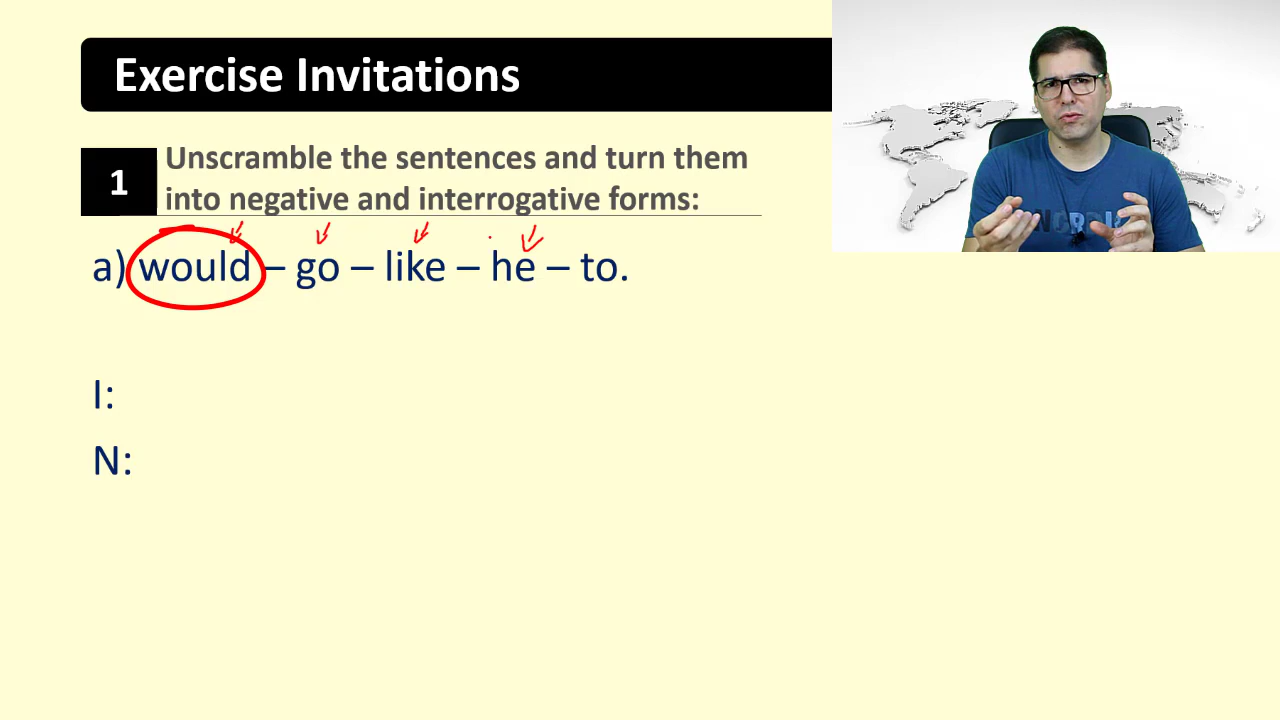 Exercise Invitations
1
Unscramble the sentences and turn them
into negative and interrogative forms:
a) would – go – like – he – to.
I:
N: